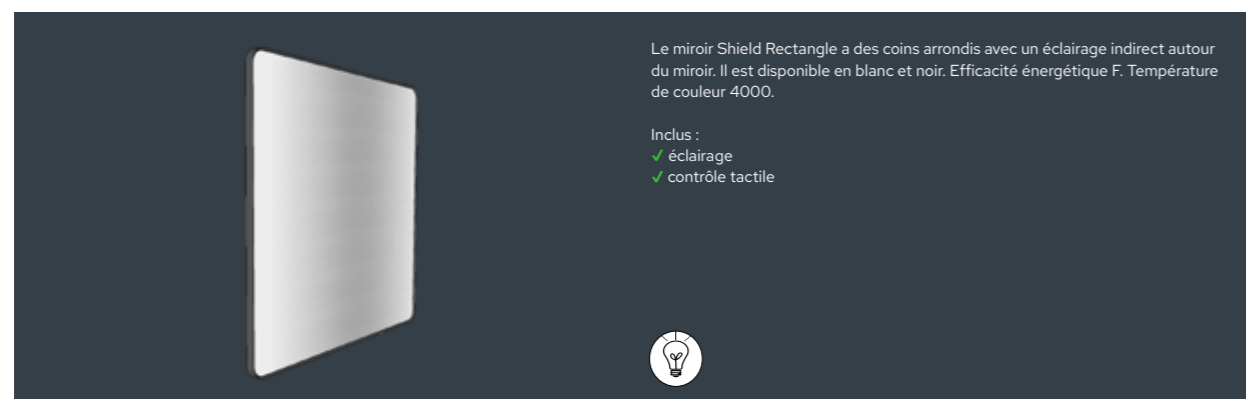 Le miroir Shield Rectangle a des coins arrondis avec un éclairage indirect autour
du miroir. Il est disponible en blanc et noir. Efficacité énergétique F. Température
de couleur 4000.
Inclus :
✓ éclairage
✓ contrôle tactile